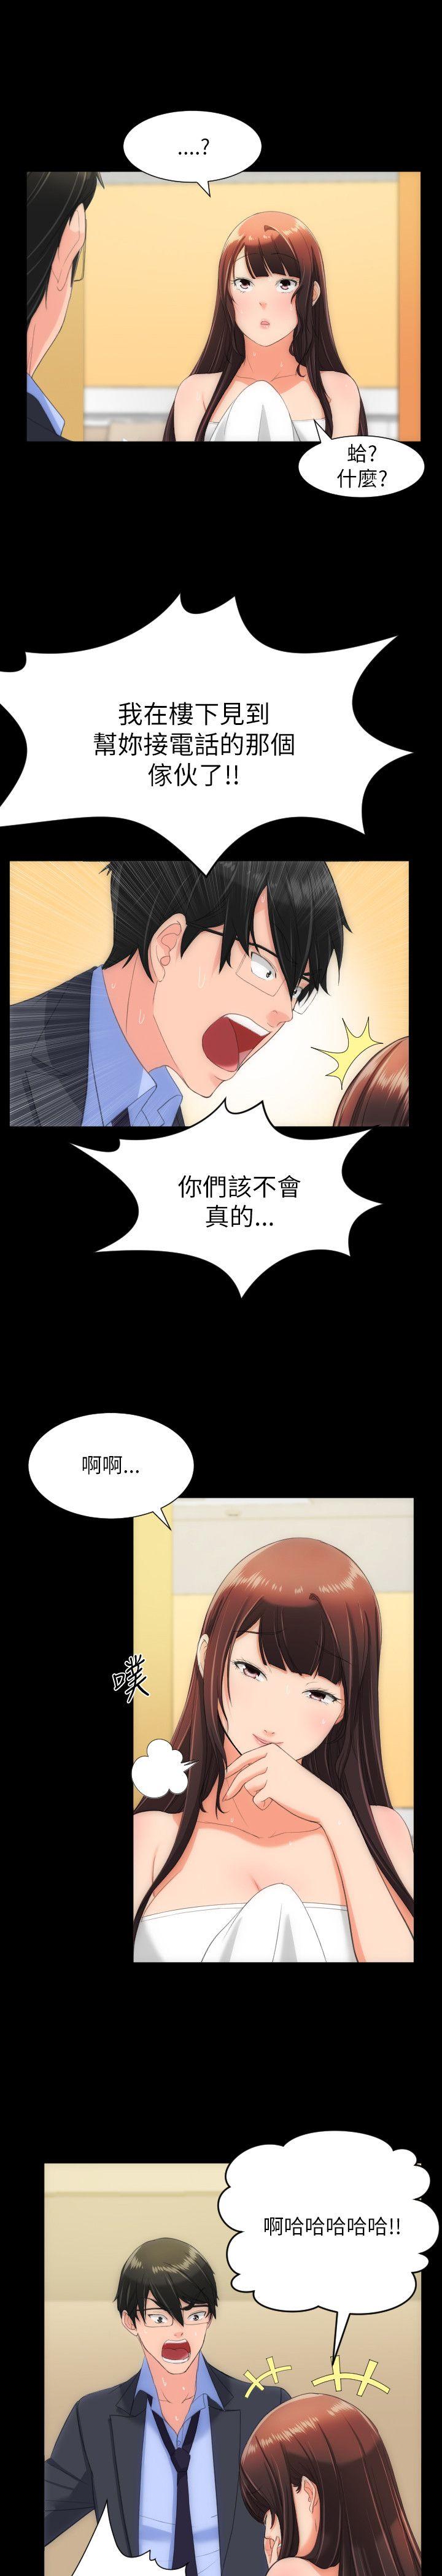 ....?
蛤?
什麼?
我在樓下見到
幫妳接電話的那個
傢伙了!!
你們該不會
真的...
啊啊...
噗
啊哈哈哈哈哈!!